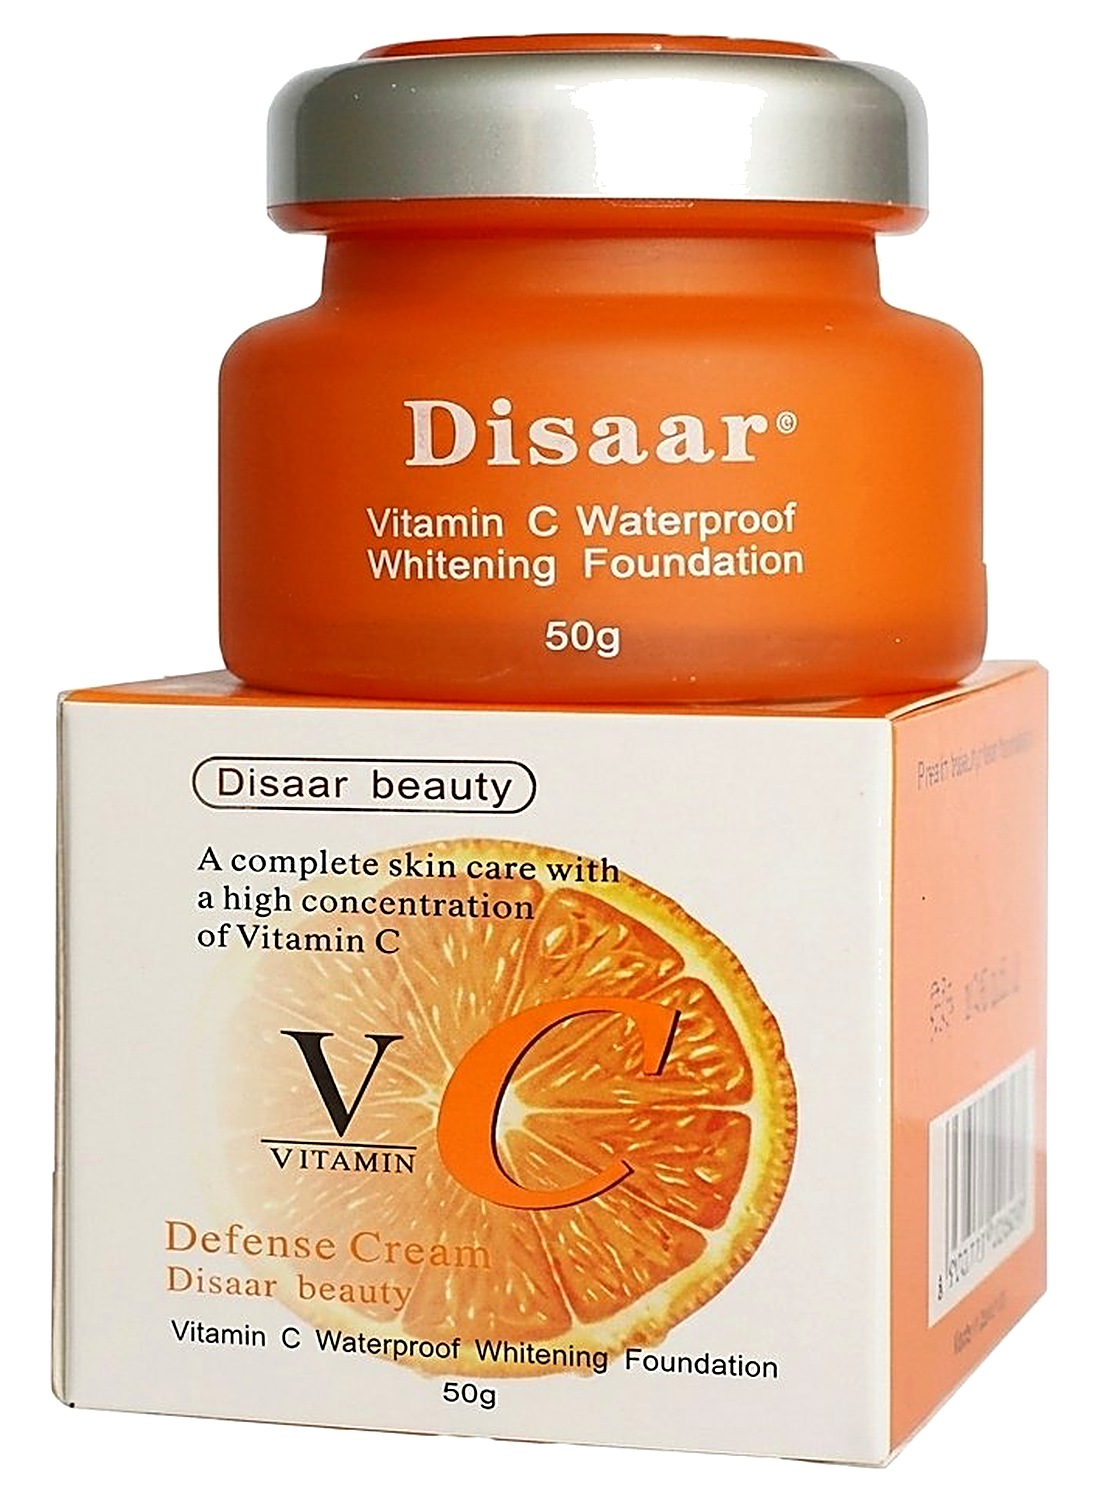 Disaar®
Vitamin C Waterproof
Whitening Foundation
50g
Disaar beauty
A complete skin care with
a high concentration
of Vitamin C
V C
VITAMIN
Defense Cream
Disaar beauty
Vitamin C Waterproof Whitening Foundation
50g